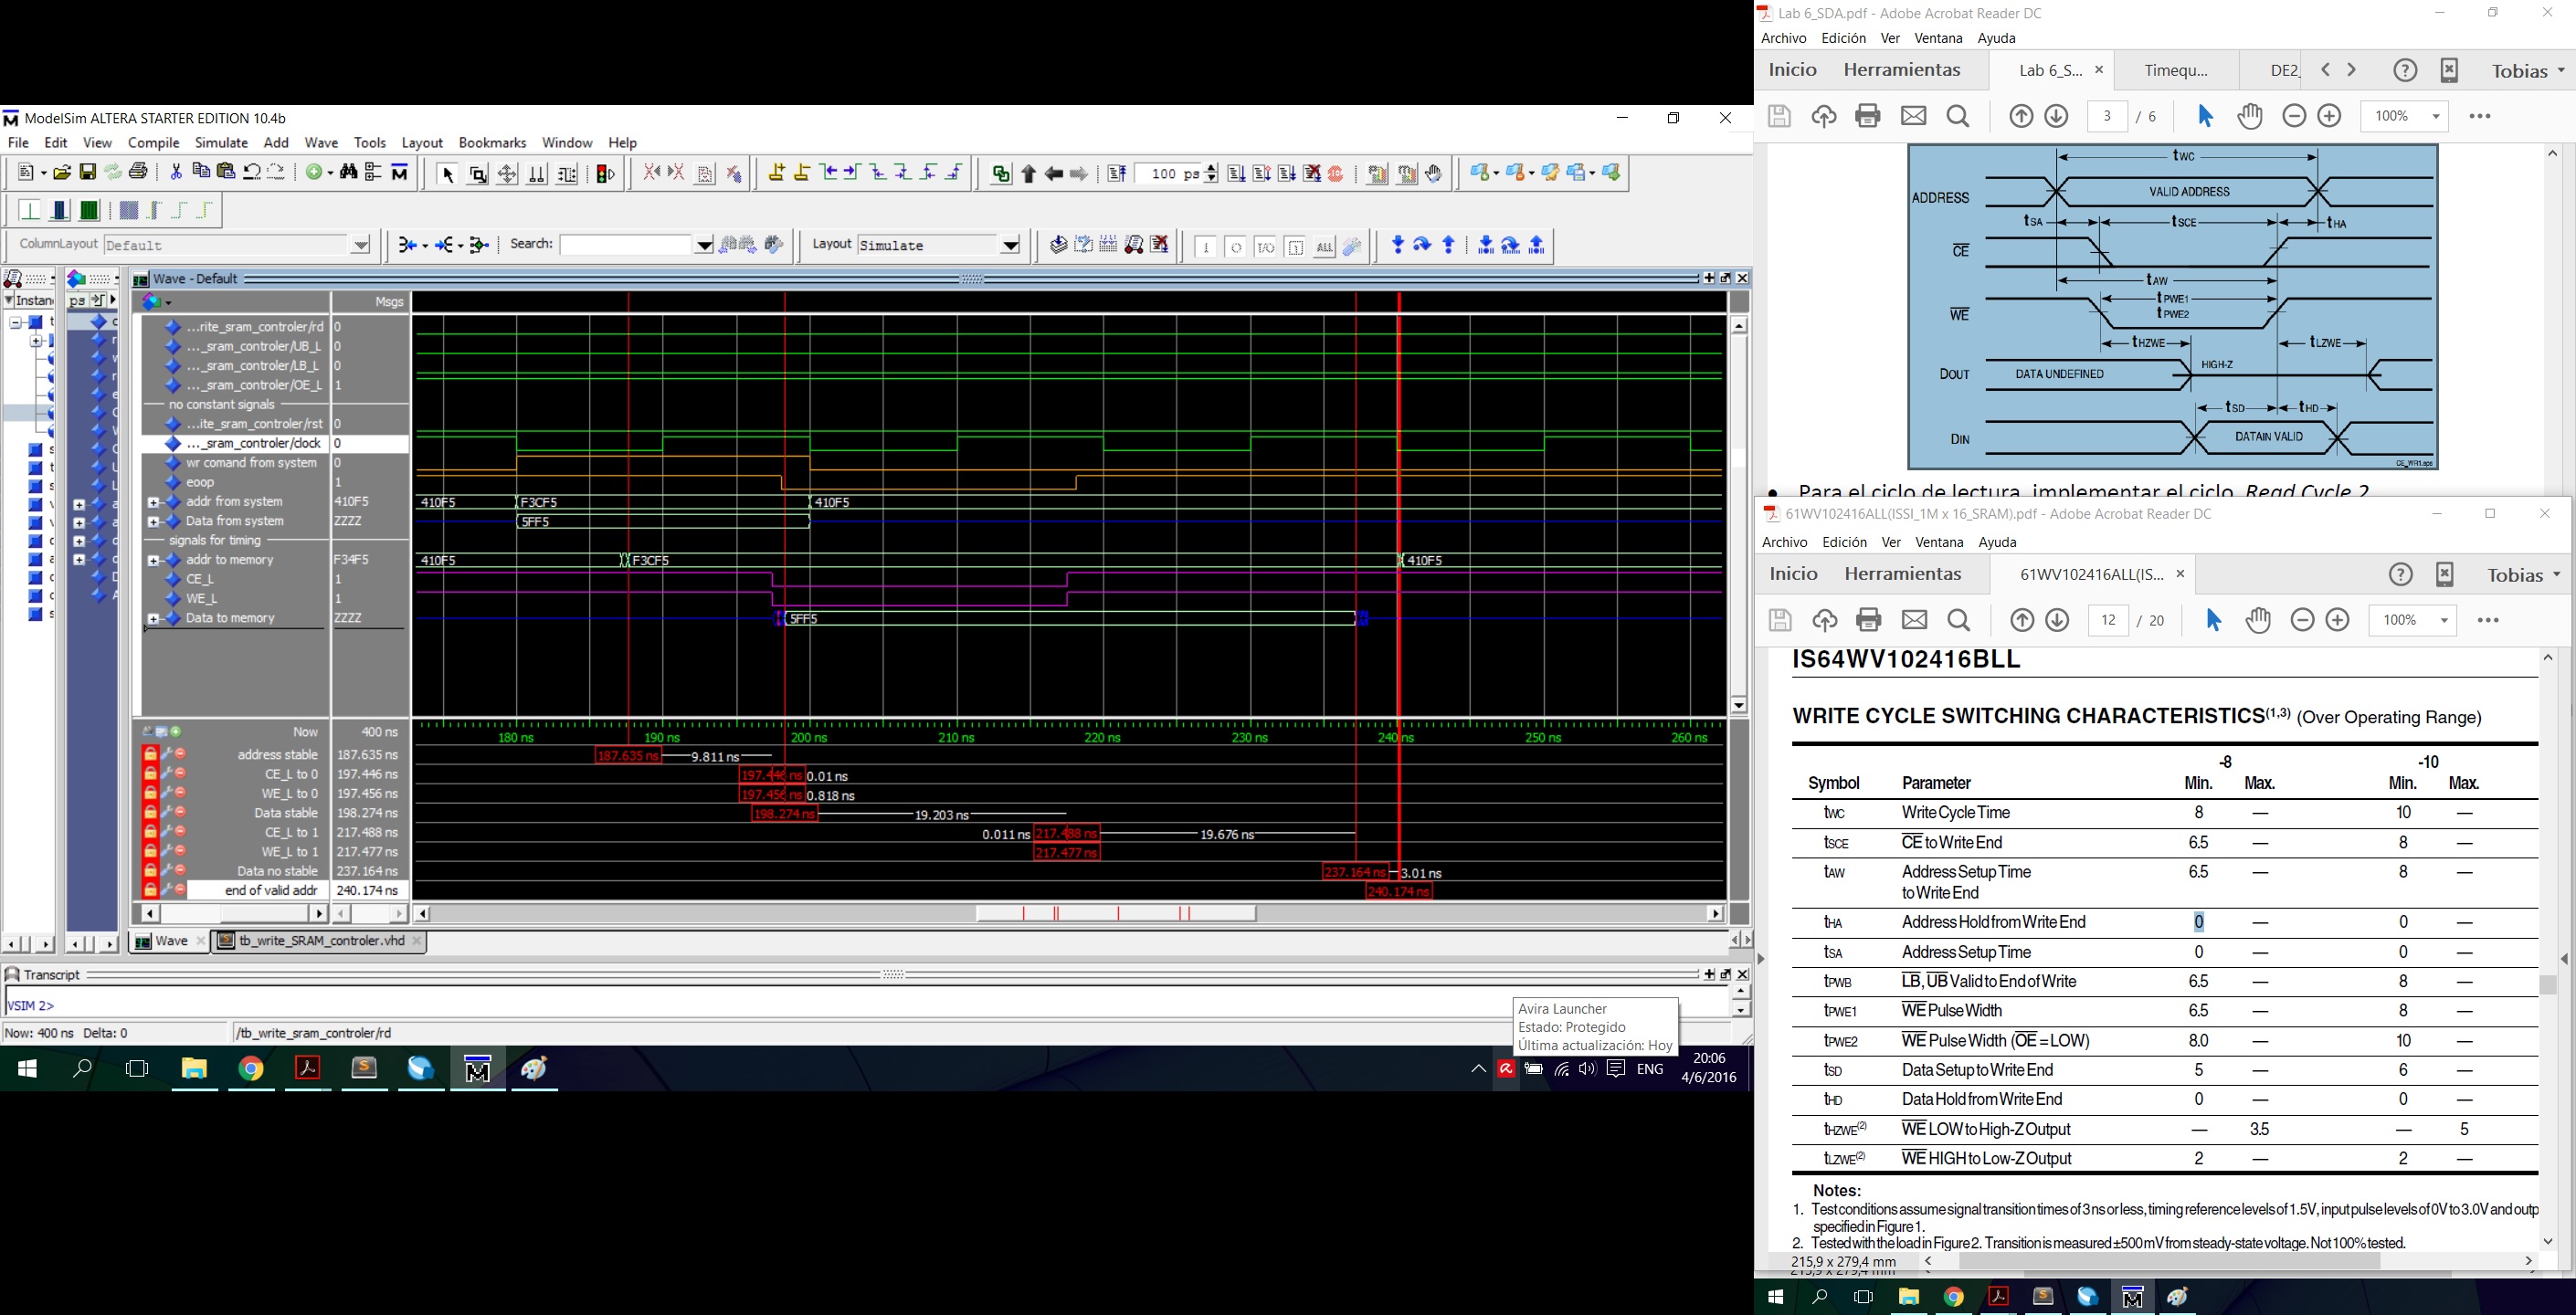 ModelSim ALTERA STARTER EDITION 10.4b
File Edit View Compile Simulate Add Wave Tools Layout Bookmarks Window Help
100 ps
ColumnLayout Default
Search:
Layout Simulate
ALL
Instan
ps
Wave - Default
Msgs
...rite_sram_controler/rd 0
..._sram_controler/UB_L 0
..._sram_controler/LB_L 0
..._sram_controler/OE_L 1
no constant signals
...ite_sram_controler/rst 0
..._sram_controler/clock 0
wr comand from system 0
eoop 1
addr from system 410F5 410F5 F3CF5 410F5
Data from system ZZZZ 5FF5
signals for timing
addr to memory F34F5 410F5 F3CF5 410F5
CE_L 1
WE_L 1
Data to memory ZZZZ 5FF5
Now 400 ns 180 ns 190 ns 200 ns 210 ns 220 ns 230 ns 240 ns 250 ns 260 ns
address stable 187.635 ns 187.635 ns 9.811 ns
CE_L to 0 197.446 ns 197.446 ns 0.01 ns
WE_L to 0 197.456 ns 197.456 ns 0.818 ns
Data stable 198.274 ns 198.274 ns 19.203 ns
CE_L to 1 217.488 ns 0.011 ns 217.488 ns 19.676 ns
WE_L to 1 217.477 ns 217.477 ns
Data no stable 237.164 ns 237.164 ns 3.01 ns
end of valid addr 240.174 ns 240.174 ns
Wave tb_write_SRAM_controler.vhd
Transcript
VSIM 2>
Now: 400 ns Delta: 0 /tb_write_sram_controler/rd
Avira Launcher
Estado: Protegido
Última actualización: Hoy
ENG
20:06
4/6/2016
Lab 6_SDA.pdf - Adobe Acrobat Reader DC
Archivo Edición Ver Ventana Ayuda
Inicio Herramientas Lab 6_S... Timequ... DE2_ Tobias
3 / 6 100%
tWC
ADDRESS VALID ADDRESS
tSA tSCE tHA
CE
tAW
tPWE1
WE tPWE2
tHZWE tLZWE
DOUT DATA UNDEFINED HIGH-Z
tSD tHD
DIN DATAIN VALID
CE_WR1.eps
• Para el ciclo de lectura, implementar el ciclo Read Cycle 2
61WV102416ALL(ISSI_1M x 16_SRAM).pdf - Adobe Acrobat Reader DC
Archivo Edición Ver Ventana Ayuda
Inicio Herramientas 61WV102416ALL(IS... Tobias
12 / 20 100%
IS64WV102416BLL
WRITE CYCLE SWITCHING CHARACTERISTICS(1,3) (Over Operating Range)
-8 -10
Symbol Parameter Min. Max. Min. Max.
tWC Write Cycle Time 8 — 10 —
tSCE CE to Write End 6.5 — 8 —
tAW Address Setup Time 6.5 — 8 —
to Write End
tHA Address Hold from Write End 0 — 0 —
tSA Address Setup Time 0 — 0 —
tPWB LB, UB Valid to End of Write 6.5 — 8 —
tPWE1 WE Pulse Width 6.5 — 8 —
tPWE2 WE Pulse Width (OE = LOW) 8.0 — 10 —
tSD Data Setup to Write End 5 — 6 —
tHD Data Hold from Write End 0 — 0 —
tHZWE(2) WE LOW to High-Z Output — 3.5 — 5
tLZWE(2) WE HIGH to Low-Z Output 2 — 2 —
Notes:
1. Test conditions assume signal transition times of 3 ns or less, timing reference levels of 1.5V, input pulse levels of 0V to 3.0V and outp
specified in Figure 1.
2. Tested with the load in Figure 2. Transition is measured ±500 mV from steady-state voltage. Not 100% tested.
215,9 x 279,4 mm